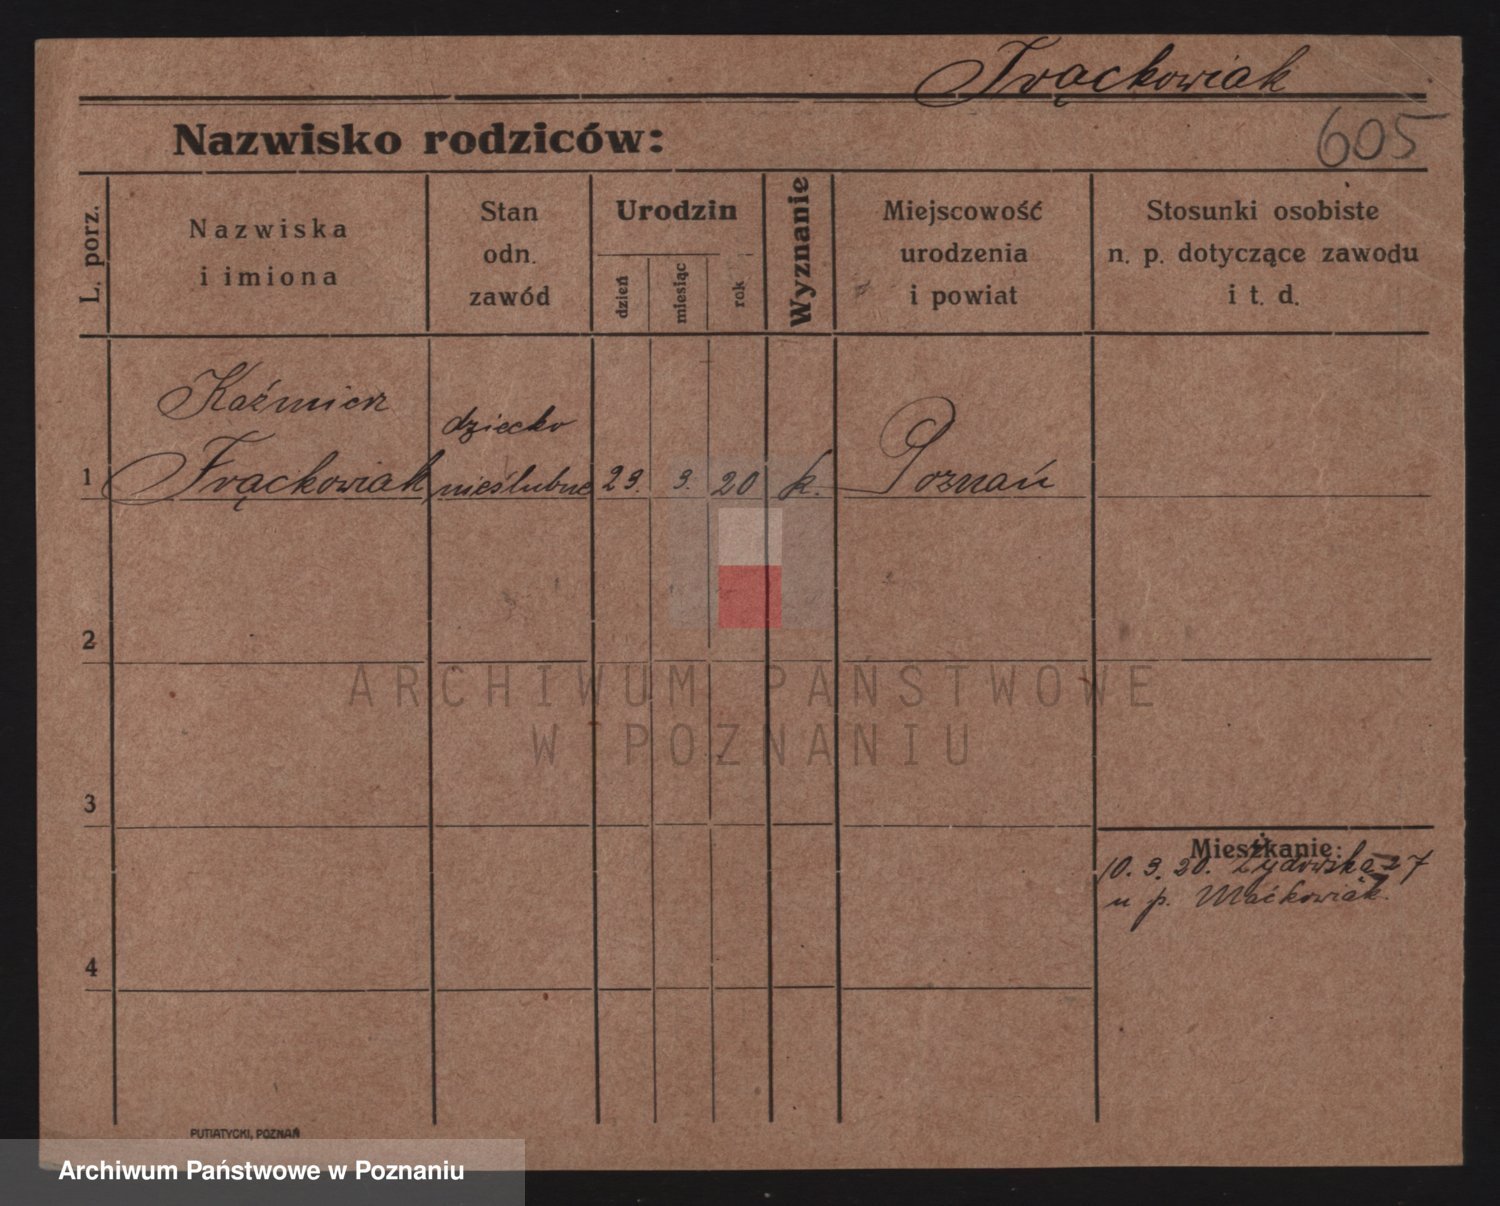 Frąckowiak
Nazwisko rodziców:
605
L. porz.
Nazwiska
i imiona
Stan
odn.
zawód
Urodzin
dzień
miesiąc
rok
Wyznanie
Miejscowość
urodzenia
i powiat
Stosunki osobiste
n. p. dotyczące zawodu
i t. d.
Kaźmierz
dziecko
1 Frąckowiak nieślubne 23. 3. 20 k. Poznań
2
ARCHIWUM PAŃSTWOWE
W POZNANIU
3
Mieszkanie:
10. 3. 20. Żydowska 27
u p. Maćkowiak.
4
PUTIATYCKI, POZNAŃ
Archiwum Państwowe w Poznaniu